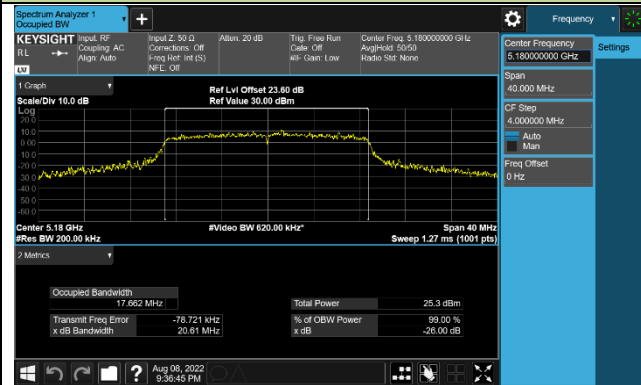 Spectrum Analyzer 1
Occupied BW
Frequency
KEYSIGHT
RL
Input: RF
Coupling: AC
Align: Auto
Input Z: 50 Ω
Corrections: Off
Freq Ref: Int (S)
NFE: Off
Atten: 20 dB
Trig: Free Run
Gate: Off
#IF Gain: Low
Center Freq: 5.180000000 GHz
Avg|Hold: 50/50
Radio Std: None
LXI
1 Graph
Scale/Div 10.0 dB
Ref Lvl Offset 23.60 dB
Ref Value 30.00 dBm
Log
20.0
10.0
0.00
-10.0
-20.0
-30.0
-40.0
-50.0
-60.0
Center 5.18 GHz
#Res BW 200.00 kHz
#Video BW 620.00 kHz*
Span 40 MHz
Sweep 1.27 ms (1001 pts)
2 Metrics
Occupied Bandwidth
17.662 MHz
Total Power
25.3 dBm
Transmit Freq Error
-78.721 kHz
% of OBW Power
99.00 %
x dB Bandwidth
20.61 MHz
x dB
-26.00 dB
Center Frequency
5.180000000 GHz
Settings
Span
40.000 MHz
CF Step
4.000000 MHz
Auto
Man
Freq Offset
0 Hz
Aug 08, 2022
9:36:45 PM